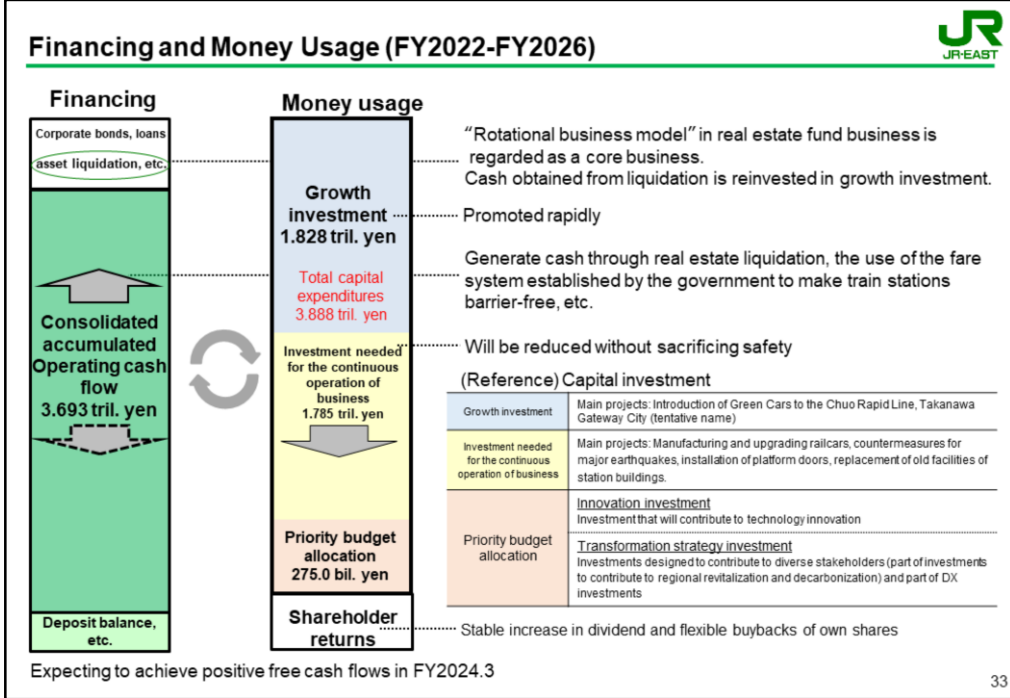 Financing and Money Usage (FY2022-FY2026)
JR
JR-EAST
Financing
Corporate bonds, loans
asset liquidation, etc.
Consolidated
accumulated
Operating cash
flow
3.693 tril. yen
Deposit balance,
etc.
Money usage
Growth
investment
1.828 tril. yen
Total capital
expenditures
3.888 tril. yen
Investment needed
for the continuous
operation of
business
1.785 tril. yen
Priority budget
allocation
275.0 bil. yen
Shareholder
returns
“Rotational business model” in real estate fund business is
regarded as a core business.
Cash obtained from liquidation is reinvested in growth investment.
Promoted rapidly
Generate cash through real estate liquidation, the use of the fare
system established by the government to make train stations
barrier-free, etc.
Will be reduced without sacrificing safety
(Reference) Capital investment
Growth investment
Main projects: Introduction of Green Cars to the Chuo Rapid Line, Takanawa
Gateway City (tentative name)
Investment needed
for the continuous
operation of business
Main projects: Manufacturing and upgrading railcars, countermeasures for
major earthquakes, installation of platform doors, replacement of old facilities of
station buildings.
Priority budget
allocation
Innovation investment
Investment that will contribute to technology innovation
Transformation strategy investment
Investments designed to contribute to diverse stakeholders (part of investments
to contribute to regional revitalization and decarbonization) and part of DX
investments
Stable increase in dividend and flexible buybacks of own shares
Expecting to achieve positive free cash flows in FY2024.3
33